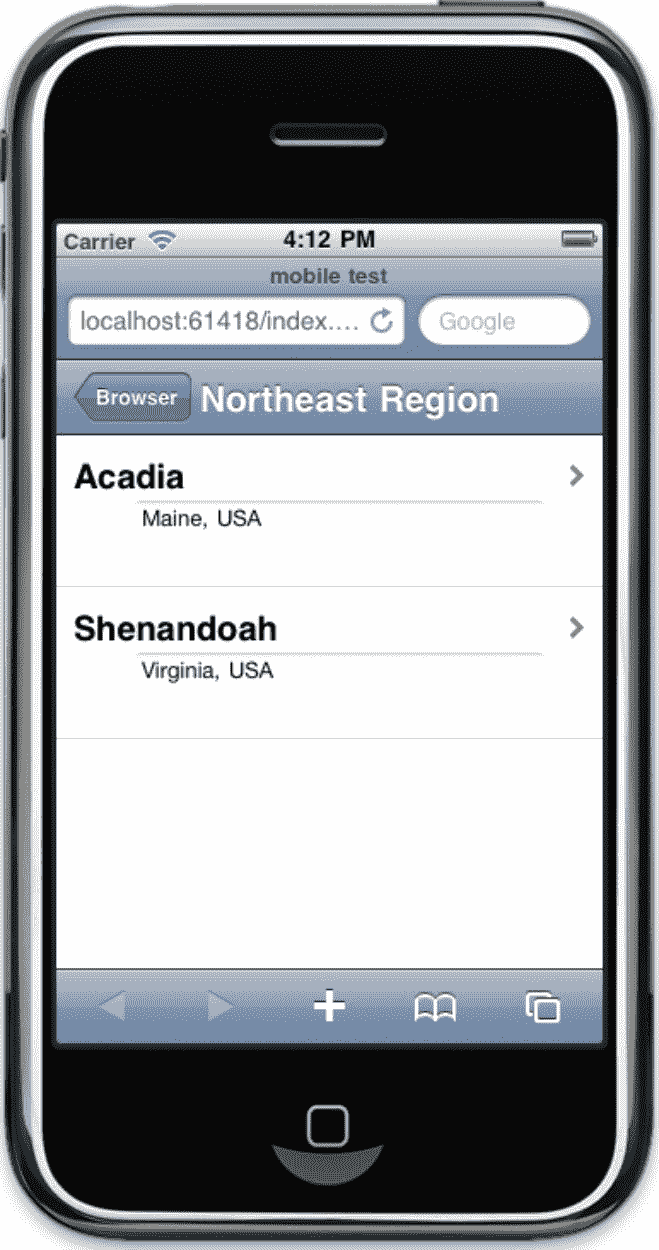 Carrier 4:12 PM
mobile test
localhost:61418/index.... Google
Browser Northeast Region
Acadia
Maine, USA
Shenandoah
Virginia, USA